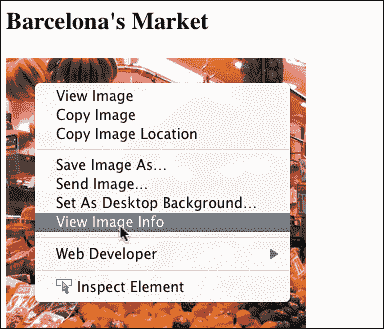 Barcelona's Market
View Image
Copy Image
Copy Image Location
Save Image As...
Send Image...
Set As Desktop Background...
View Image Info
Web Developer
Inspect Element